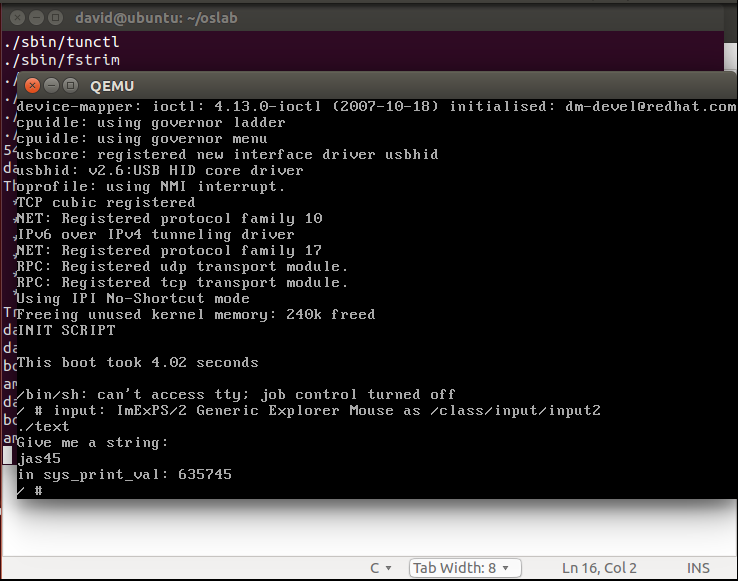 david@ubuntu: ~/oslab
./sbin/tunctl
./sbin/fstrim
QEMU
device-mapper: ioctl: 4.13.0-ioctl (2007-10-18) initialised: dm-devel@redhat.com
cpuidle: using governor ladder
cpuidle: using governor menu
usbcore: registered new interface driver usbhid
usbhid: v2.6:USB HID core driver
oprofile: using NMI interrupt.
TCP cubic registered
NET: Registered protocol family 10
IPv6 over IPv4 tunneling driver
NET: Registered protocol family 17
RPC: Registered udp transport module.
RPC: Registered tcp transport module.
Using IPI No-Shortcut mode
Freeing unused kernel memory: 240k freed
INIT SCRIPT
This boot took 4.02 seconds
/bin/sh: can't access tty; job control turned off
/ # input: ImExPS/2 Generic Explorer Mouse as /class/input/input2
./text
Give me a string:
jas45
in sys_print_val: 635745
/ #
C Tab Width: 8 Ln 16, Col 2 INS